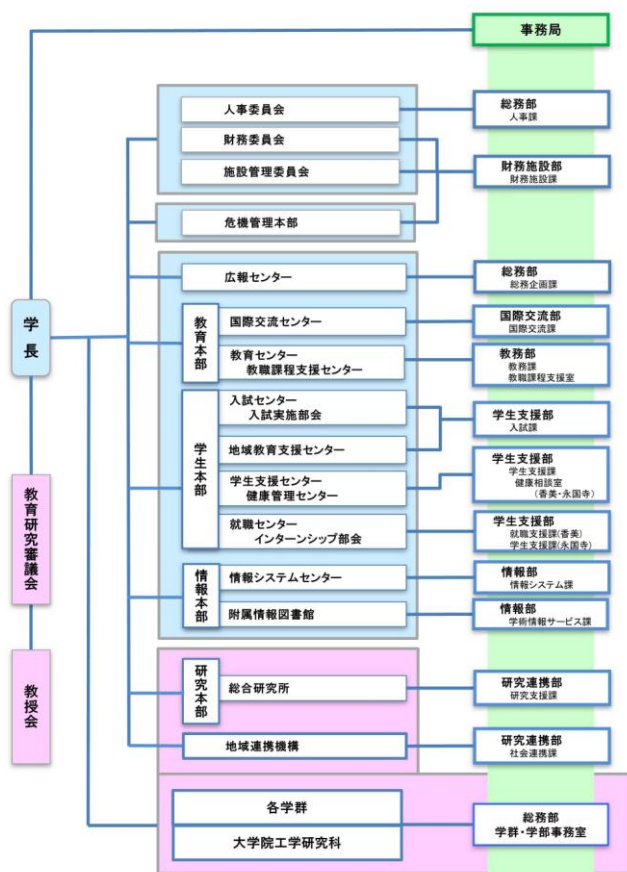 事務局
人事委員会
総務部
人事課
財務委員会
施設管理委員会
財務施設部
財務施設課
危機管理本部
広報センター
総務部
総務企画課
学長
教育本部
国際交流センター
国際交流部
国際交流課
教育センター
教職課程支援センター
教務部
教務課
教職課程支援室
学生本部
入試センター
入試実施部会
学生支援部
入試課
地域教育支援センター
学生支援センター
健康管理センター
学生支援部
学生支援課
健康相談室
(香美・永国寺)
就職センター
インターンシップ部会
学生支援部
就職支援課(香美)
学生支援課(永国寺)
教育研究審議会
情報本部
情報システムセンター
情報部
情報システム課
附属情報図書館
情報部
学術情報サービス課
教授会
研究本部
総合研究所
研究連携部
研究支援課
地域連携機構
研究連携部
社会連携課
各学群
大学院工学研究科
総務部
学群・学部事務室